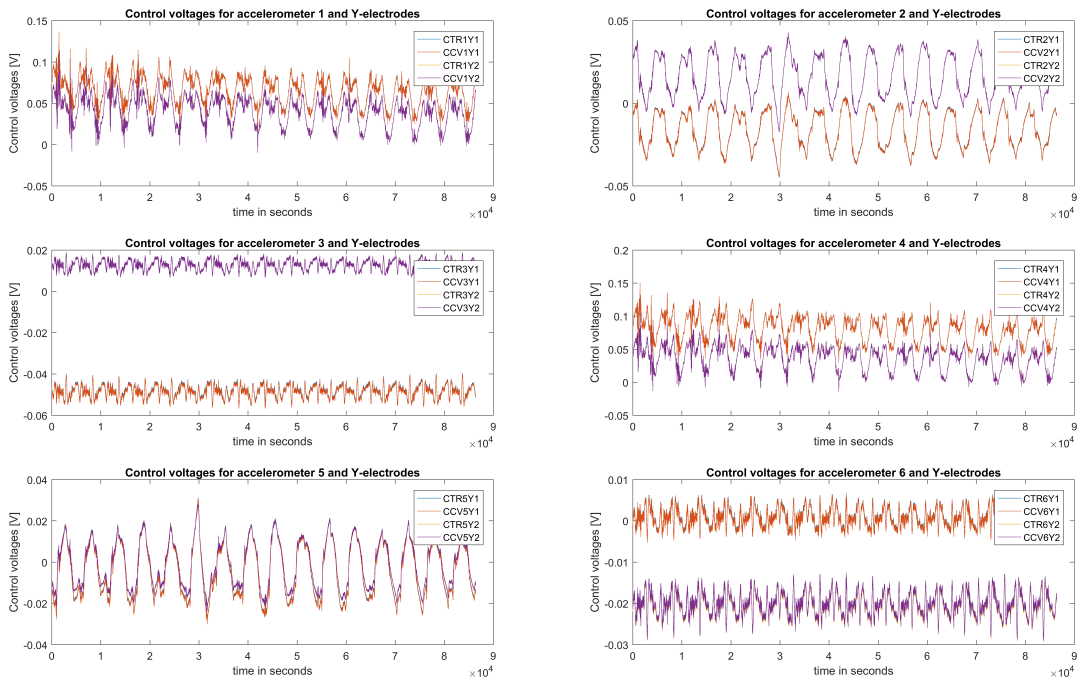 Control voltages for accelerometer 1 and Y-electrodes
Control voltages [V]
0.15
0.1
0.05
0
-0.05
CTR1Y1
CCV1Y1
CTR1Y2
CCV1Y2
0 1 2 3 4 5 6 7 8 9
time in seconds
×10^4
Control voltages for accelerometer 2 and Y-electrodes
Control voltages [V]
0.05
0
-0.05
CTR2Y1
CCV2Y1
CTR2Y2
CCV2Y2
0 1 2 3 4 5 6 7 8 9
time in seconds
×10^4
Control voltages for accelerometer 3 and Y-electrodes
Control voltages [V]
0.02
0
-0.02
-0.04
-0.06
CTR3Y1
CCV3Y1
CTR3Y2
CCV3Y2
0 1 2 3 4 5 6 7 8 9
time in seconds
×10^4
Control voltages for accelerometer 4 and Y-electrodes
Control voltages [V]
0.2
0.15
0.1
0.05
0
-0.05
CTR4Y1
CCV4Y1
CTR4Y2
CCV4Y2
0 1 2 3 4 5 6 7 8 9
time in seconds
×10^4
Control voltages for accelerometer 5 and Y-electrodes
Control voltages [V]
0.04
0.02
0
-0.02
-0.04
CTR5Y1
CCV5Y1
CTR5Y2
CCV5Y2
0 1 2 3 4 5 6 7 8 9
time in seconds
×10^4
Control voltages for accelerometer 6 and Y-electrodes
Control voltages [V]
0.01
0
-0.01
-0.02
-0.03
CTR6Y1
CCV6Y1
CTR6Y2
CCV6Y2
0 1 2 3 4 5 6 7 8 9
time in seconds
×10^4